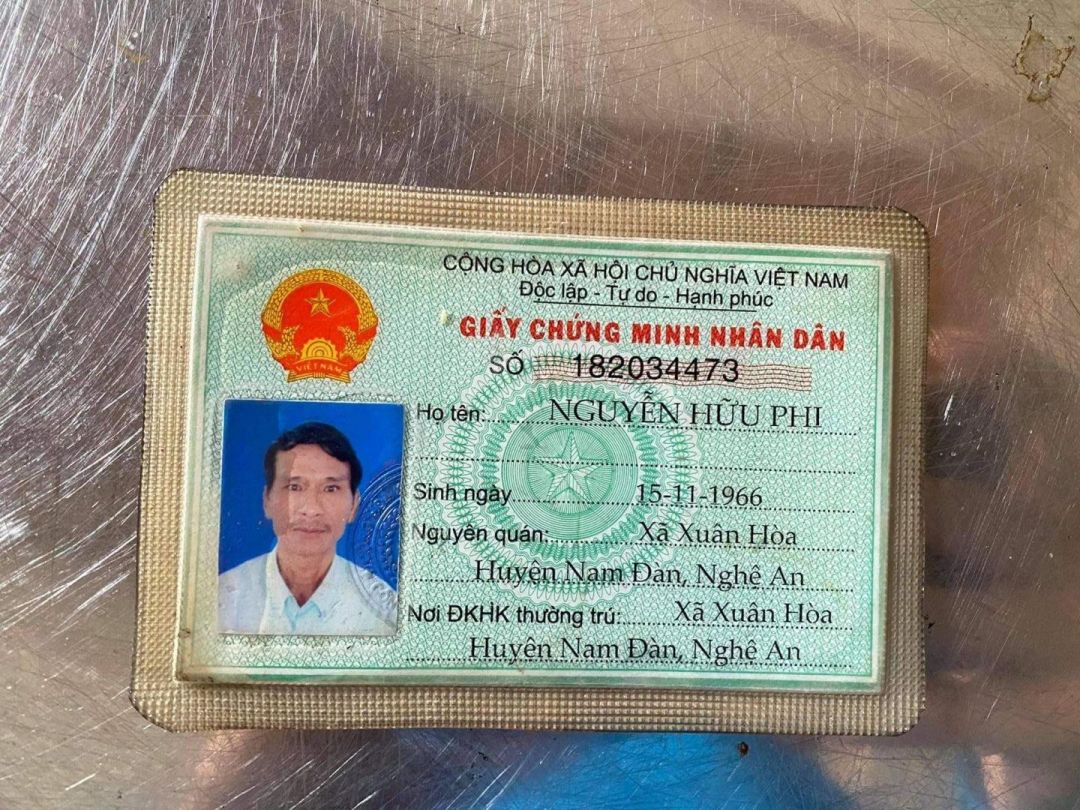 CỘNG HÒA XÃ HỘI CHỦ NGHĨA VIỆT NAM
Độc lập - Tự do - Hạnh phúc
GIẤY CHỨNG MINH NHÂN DÂN
SỐ 182034473
Họ tên: NGUYỄN HỮU PHI
Sinh ngày 15-11-1966
Nguyên quán: Xã Xuân Hòa
Huyện Nam Đàn, Nghệ An
Nơi ĐKHK thường trú: Xã Xuân Hòa
Huyện Nam Đàn, Nghệ An
VIỆT NAM